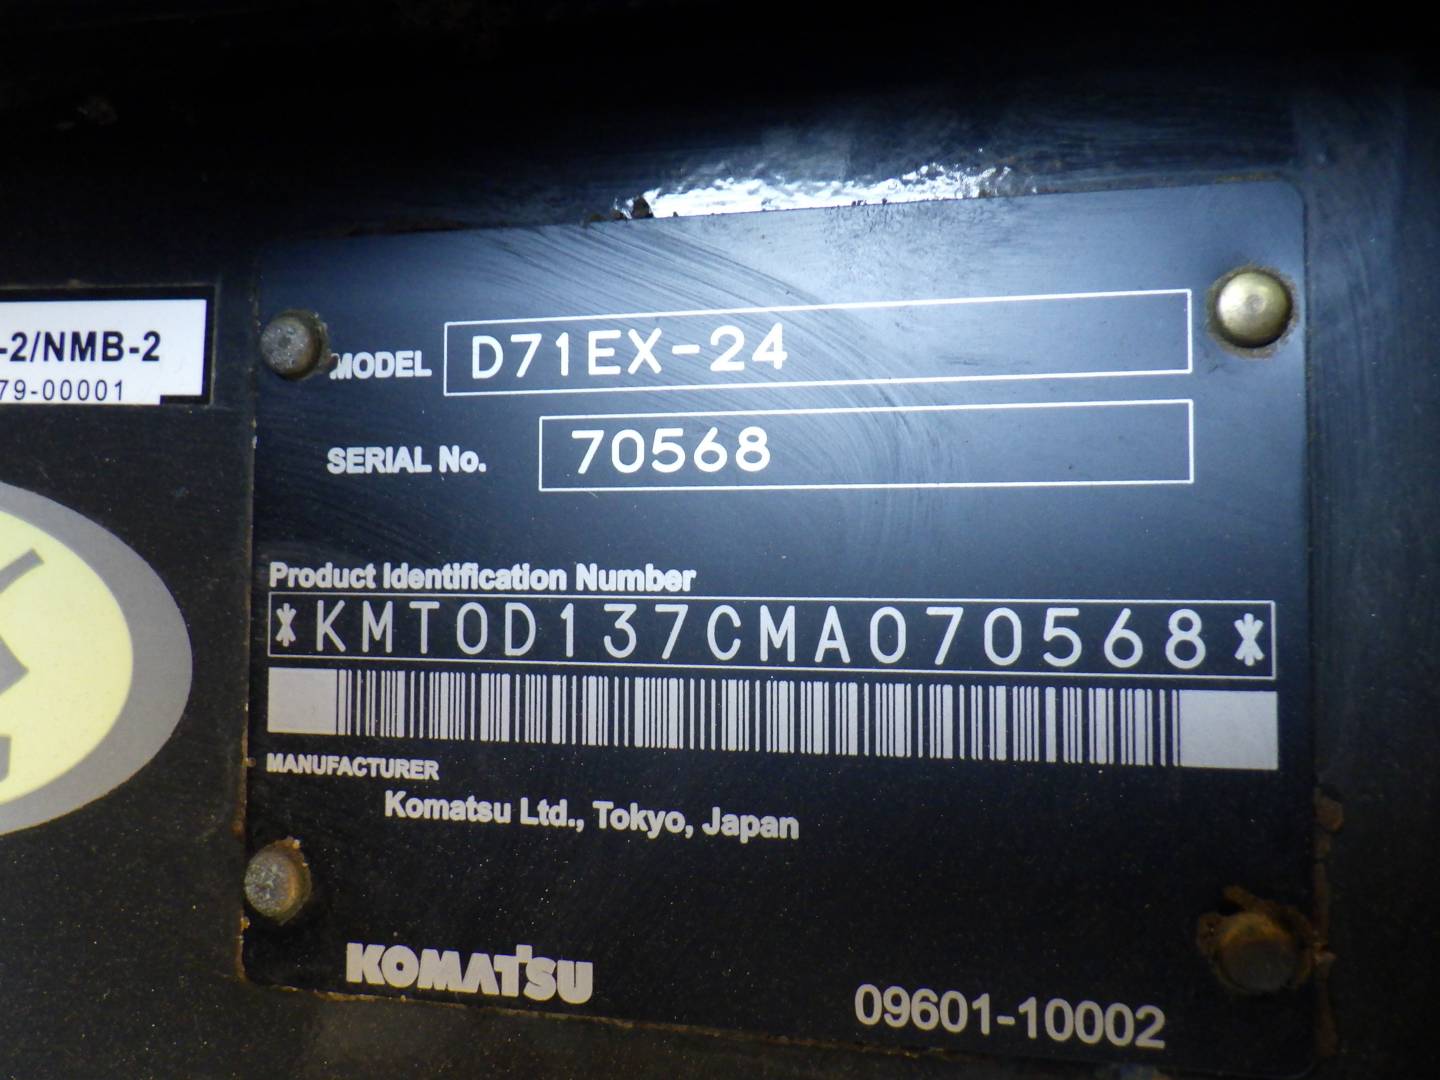 -2/NMB-2
79-00001
MODEL D71EX-24
SERIAL No. 70568
Product Identification Number
*KMT0D137CMA070568*
MANUFACTURER
Komatsu Ltd., Tokyo, Japan
KOMATSU
09601-10002